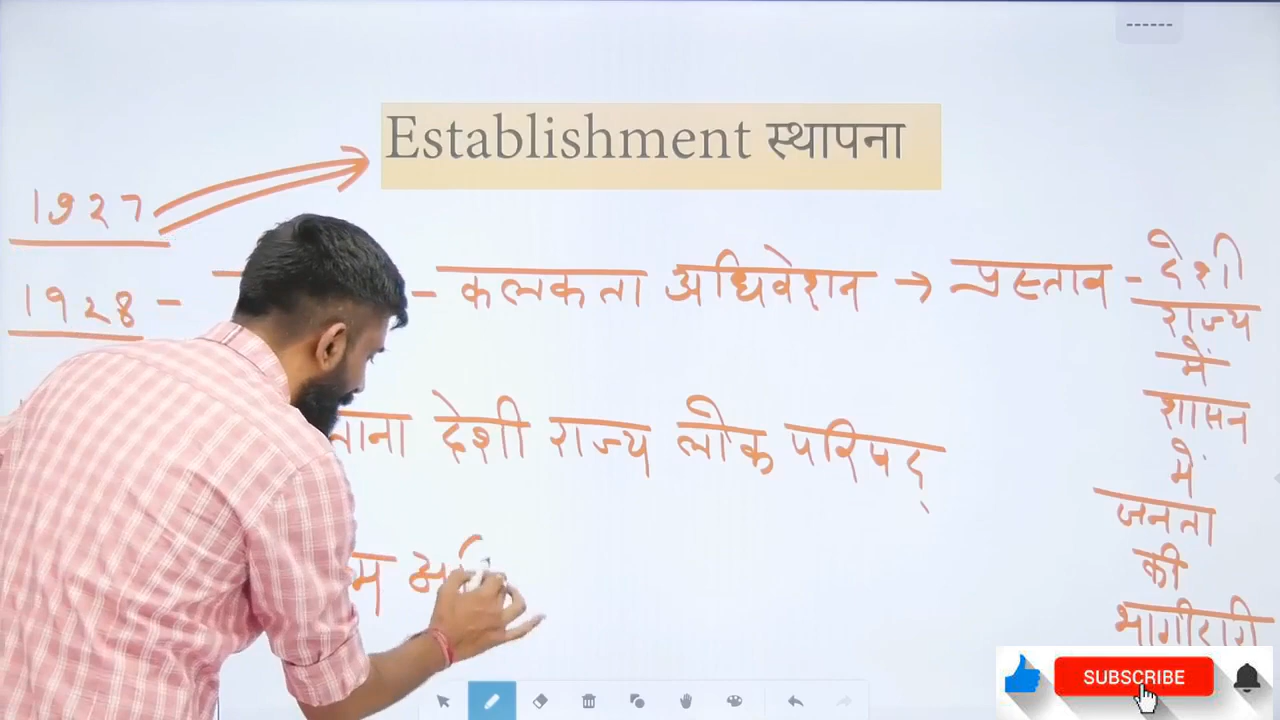 ------
Establishment स्थापना
1927
1928 - - कलकता अधिवेशन → प्रस्ताव - देशी
राज्य
में
शासन
में
जनता
की
भागीदारी
देशी राज्य लोक परिषद्
SUBSCRIBE